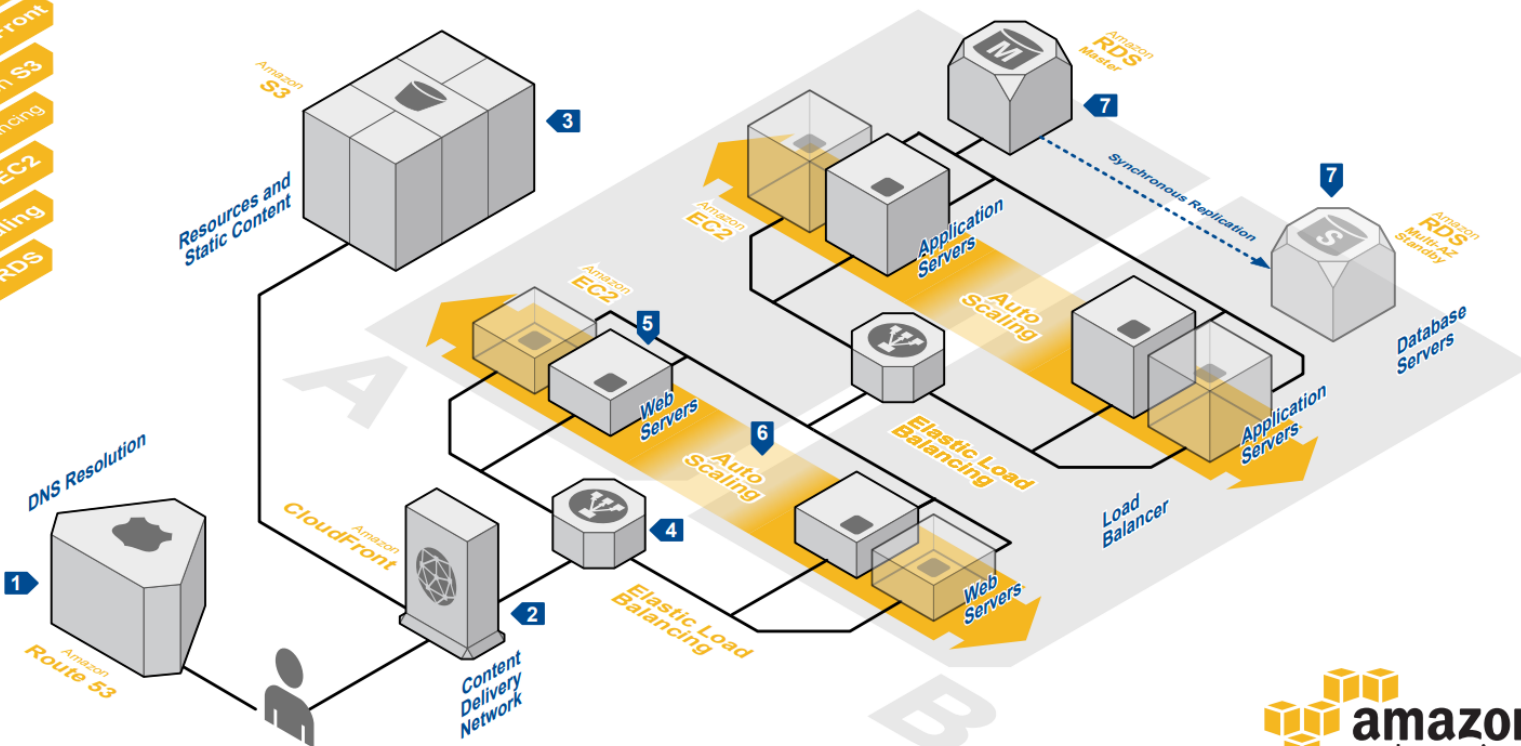 Front
S3
ncing
EC2
ling
RDS
Amazon
S3
3
Resources and
Static Content
Amazon
RDS
Master
M
7
Synchronous Replication
7
S
Amazon
RDS
Multi-AZ
Standby
Database
Servers
Amazon
EC2
Application
Servers
Auto
Scaling
Application
Servers
Amazon
EC2
5
Web
Servers
6
Auto
Scaling
Elastic Load
Balancing
Load
Balancer
Web
Servers
A
B
DNS Resolution
1
Amazon
Route 53
Amazon
CloudFront
2
Content
Delivery
Network
4
Elastic Load
Balancing
amazon